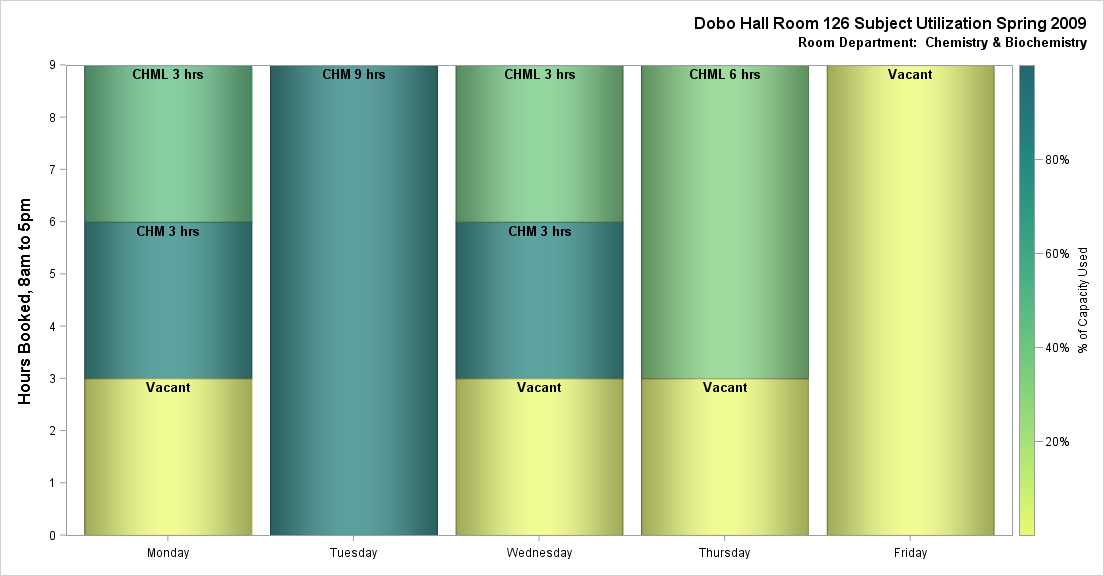 Dobo Hall Room 126 Subject Utilization Spring 2009
Room Department:  Chemistry & Biochemistry
Hours Booked, 8am to 5pm
9
8
7
6
5
4
3
2
1
0
CHML 3 hrs
CHM 3 hrs
Vacant
CHM 9 hrs
CHML 3 hrs
CHM 3 hrs
Vacant
CHML 6 hrs
Vacant
Vacant
Monday
Tuesday
Wednesday
Thursday
Friday
80%
60%
40%
20%
% of Capacity Used